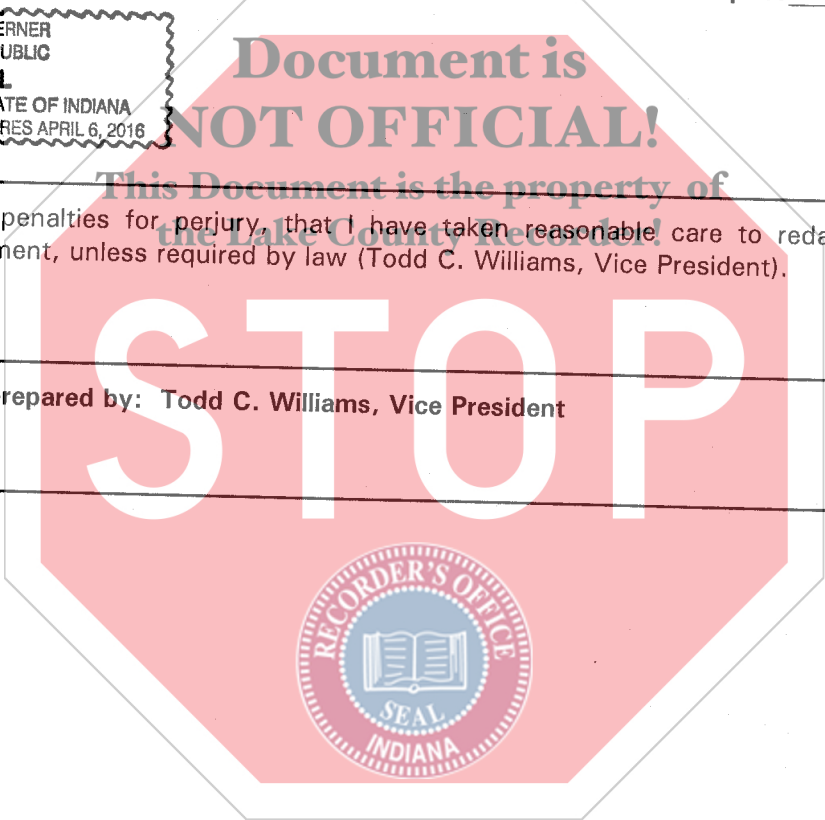 ERNER
UBLIC
L
ATE OF INDIANA
RES APRIL 6, 2016
Document is
NOT OFFICIAL!
This Document is the property of
the Lake County Recorder!
penalties for perjury, that I have taken reasonable care to reda
ment, unless required by law (Todd C. Williams, Vice President).
STOP
repared by: Todd C. Williams, Vice President
RECORDER'S OFFICE
SEAL
INDIANA